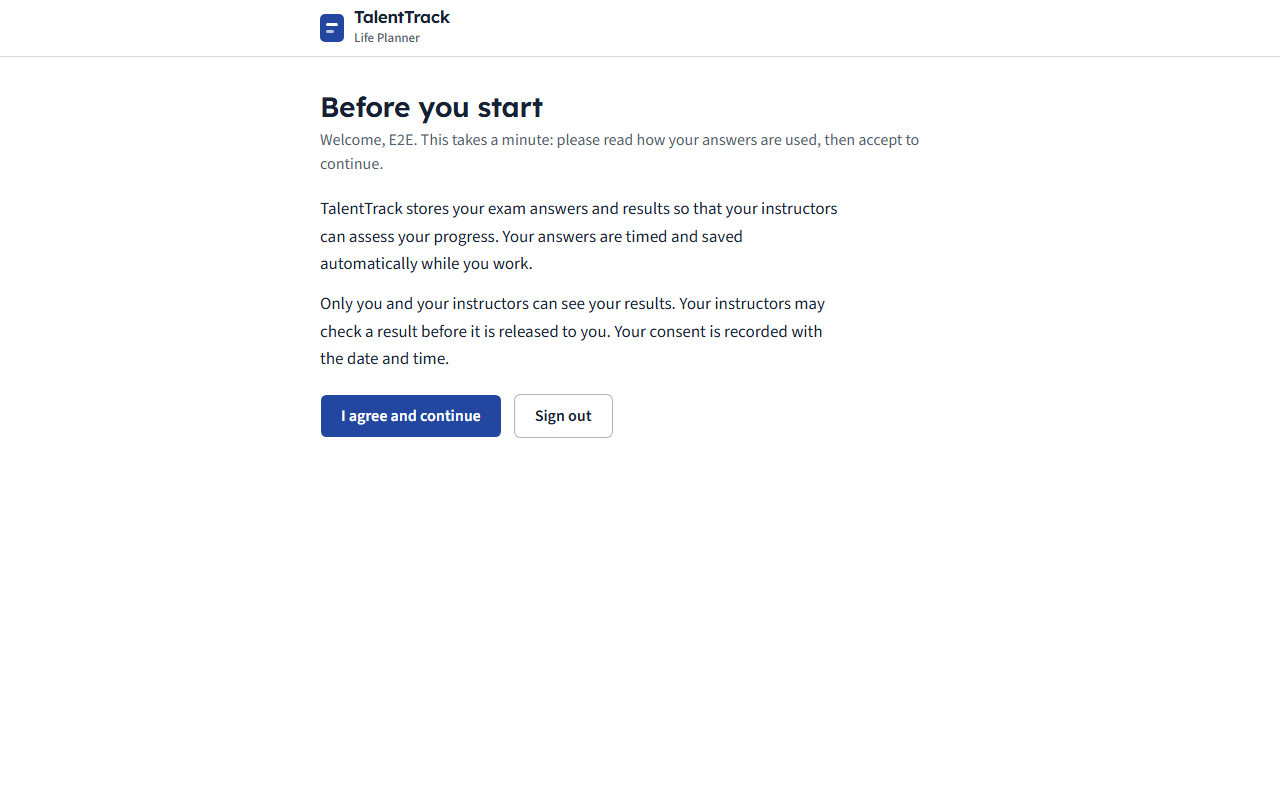 TalentTrack
Life Planner
Before you start
Welcome, E2E. This takes a minute: please read how your answers are used, then accept to
continue.
TalentTrack stores your exam answers and results so that your instructors
can assess your progress. Your answers are timed and saved
automatically while you work.
Only you and your instructors can see your results. Your instructors may
check a result before it is released to you. Your consent is recorded with
the date and time.
I agree and continue
Sign out